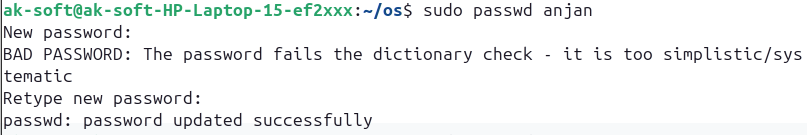 ak-soft@ak-soft-HP-Laptop-15-ef2xxx:~/os$ sudo passwd anjan
New password:
BAD PASSWORD: The password fails the dictionary check - it is too simplistic/sys
tematic
Retype new password:
passwd: password updated successfully